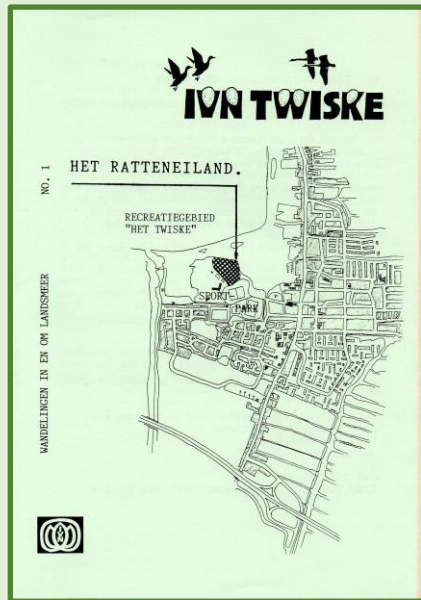 IVN TWISKE
NO. 1
HET RATTENEILAND.
RECREATIEGEBIED
"HET TWISKE"
SPORT-
PARK
WANDELINGEN IN EN OM LANDSMEER